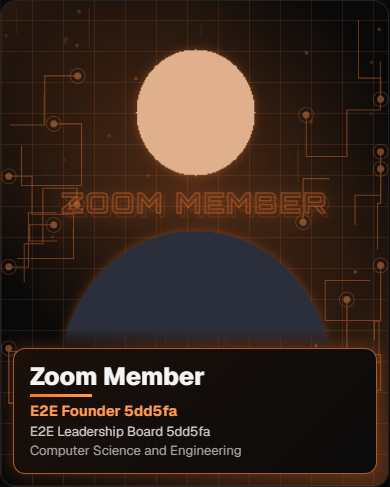 ZOOM MEMBER
Zoom Member
E2E Founder 5dd5fa
E2E Leadership Board 5dd5fa
Computer Science and Engineering